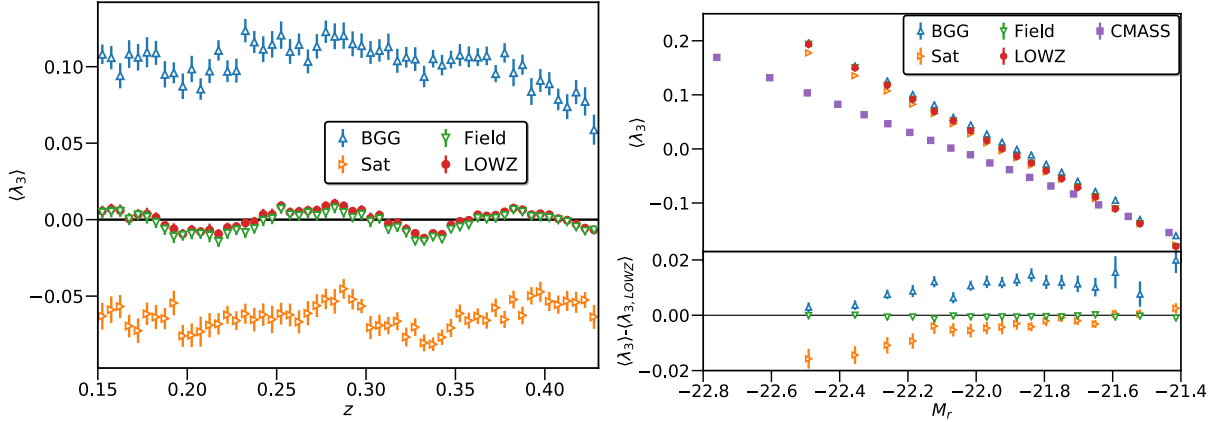 0.10
0.05
0.00
−0.05
⟨λ3⟩
BGG
Sat
Field
LOWZ
0.15 0.20 0.25 0.30 0.35 0.40
z
BGG
Sat
Field
LOWZ
CMASS
0.2
0.1
0.0
−0.1
⟨λ3⟩
0.02
0.00
−0.02
⟨λ3⟩-⟨λ3,LOWZ⟩
−22.8 −22.6 −22.4 −22.2 −22.0 −21.8 −21.6 −21.4
Mr